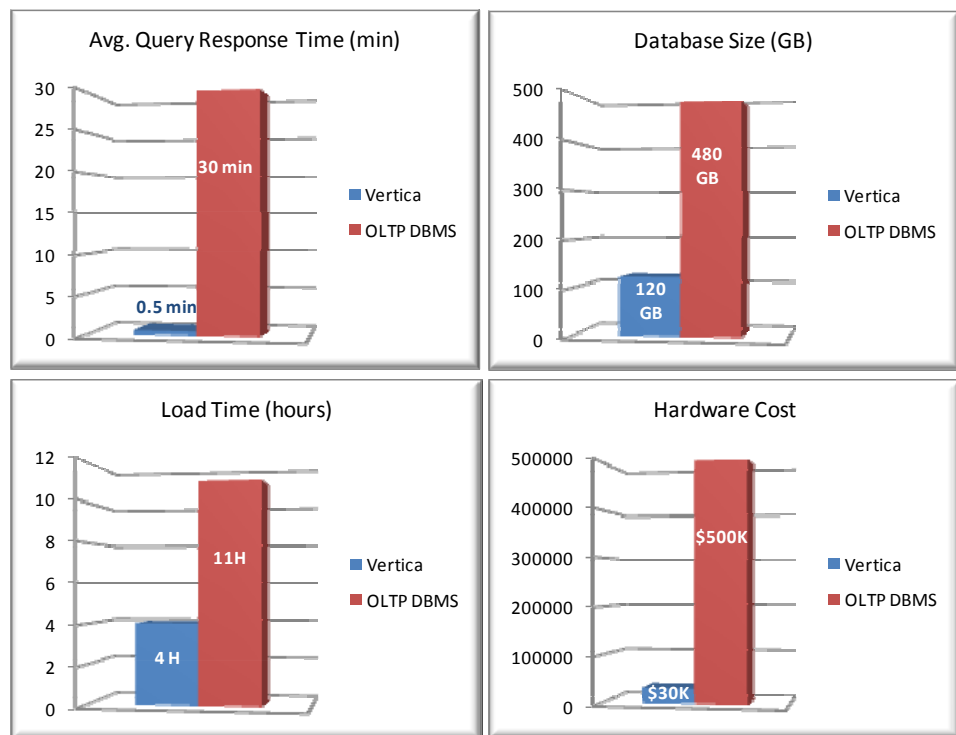 Avg. Query Response Time (min)
30
25
20
15
10
5
0
30 min
0.5 min
Vertica
OLTP DBMS
Database Size (GB)
500
400
300
200
100
0
480
GB
120
GB
Vertica
OLTP DBMS
Load Time (hours)
12
10
8
6
4
2
0
11H
4 H
Vertica
OLTP DBMS
Hardware Cost
500000
400000
300000
200000
100000
0
$500K
$30K
Vertica
OLTP DBMS